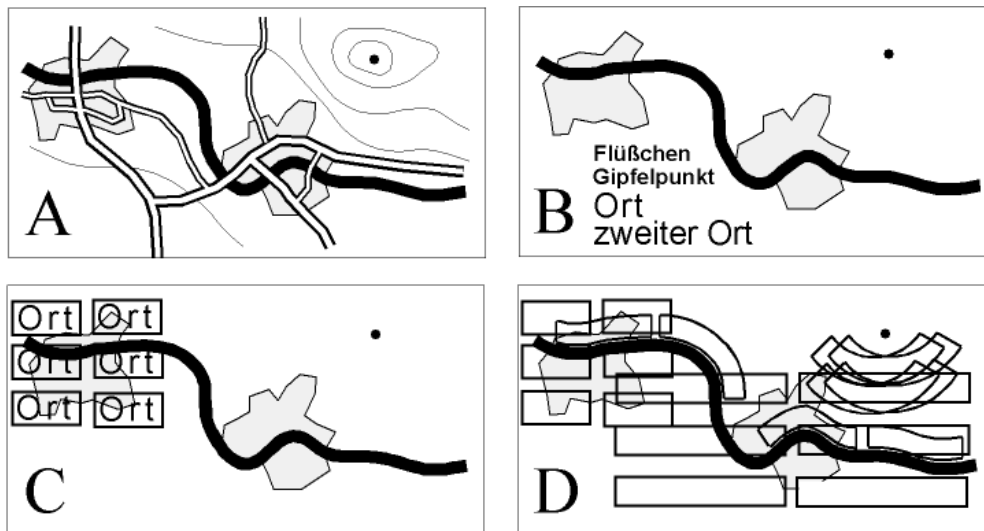 A
Flüßchen
Gipfelpunkt
Ort
zweiter Ort
B
Ort Ort
Ort Ort
Ort Ort
C
D